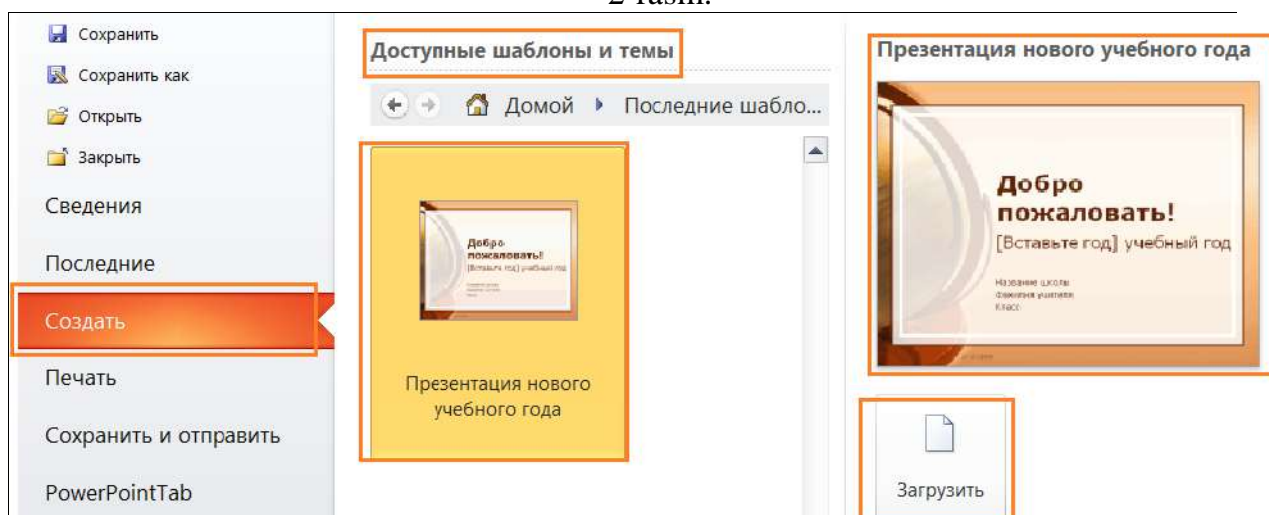 2 rasm.
Сохранить
Сохранить как
Открыть
Закрыть
Сведения
Последние
Создать
Печать
Сохранить и отправить
PowerPointTab
Доступные шаблоны и темы
Домой
Последние шабло...
Добро
пожаловать!
[Вставьте год] учебный год
Презентация нового
учебного года
Презентация нового учебного года
Добро
пожаловать!
[Вставьте год] учебный год
Название школы
Фамилия учителя
Класс
Загрузить